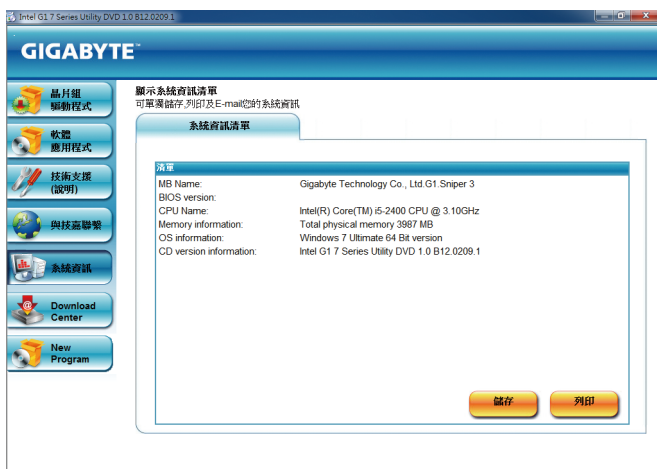 Intel G1 7 Series Utility DVD 1.0 B12.0209.1
GIGABYTE™
晶片組
驅動程式
軟體
應用程式
技術支援
(說明)
與技嘉聯繫
系統資訊
Download
Center
New
Program
顯示系統資訊清單
可單獨儲存,列印及E-mail您的系統資訊
系統資訊清單
清單
MB Name: Gigabyte Technology Co., Ltd.G1.Sniper 3
BIOS version:
CPU Name: Intel(R) Core(TM) i5-2400 CPU @ 3.10GHz
Memory information: Total physical memory 3987 MB
OS information: Windows 7 Ultimate 64 Bit version
CD version information: Intel G1 7 Series Utility DVD 1.0 B12.0209.1
儲存 列印